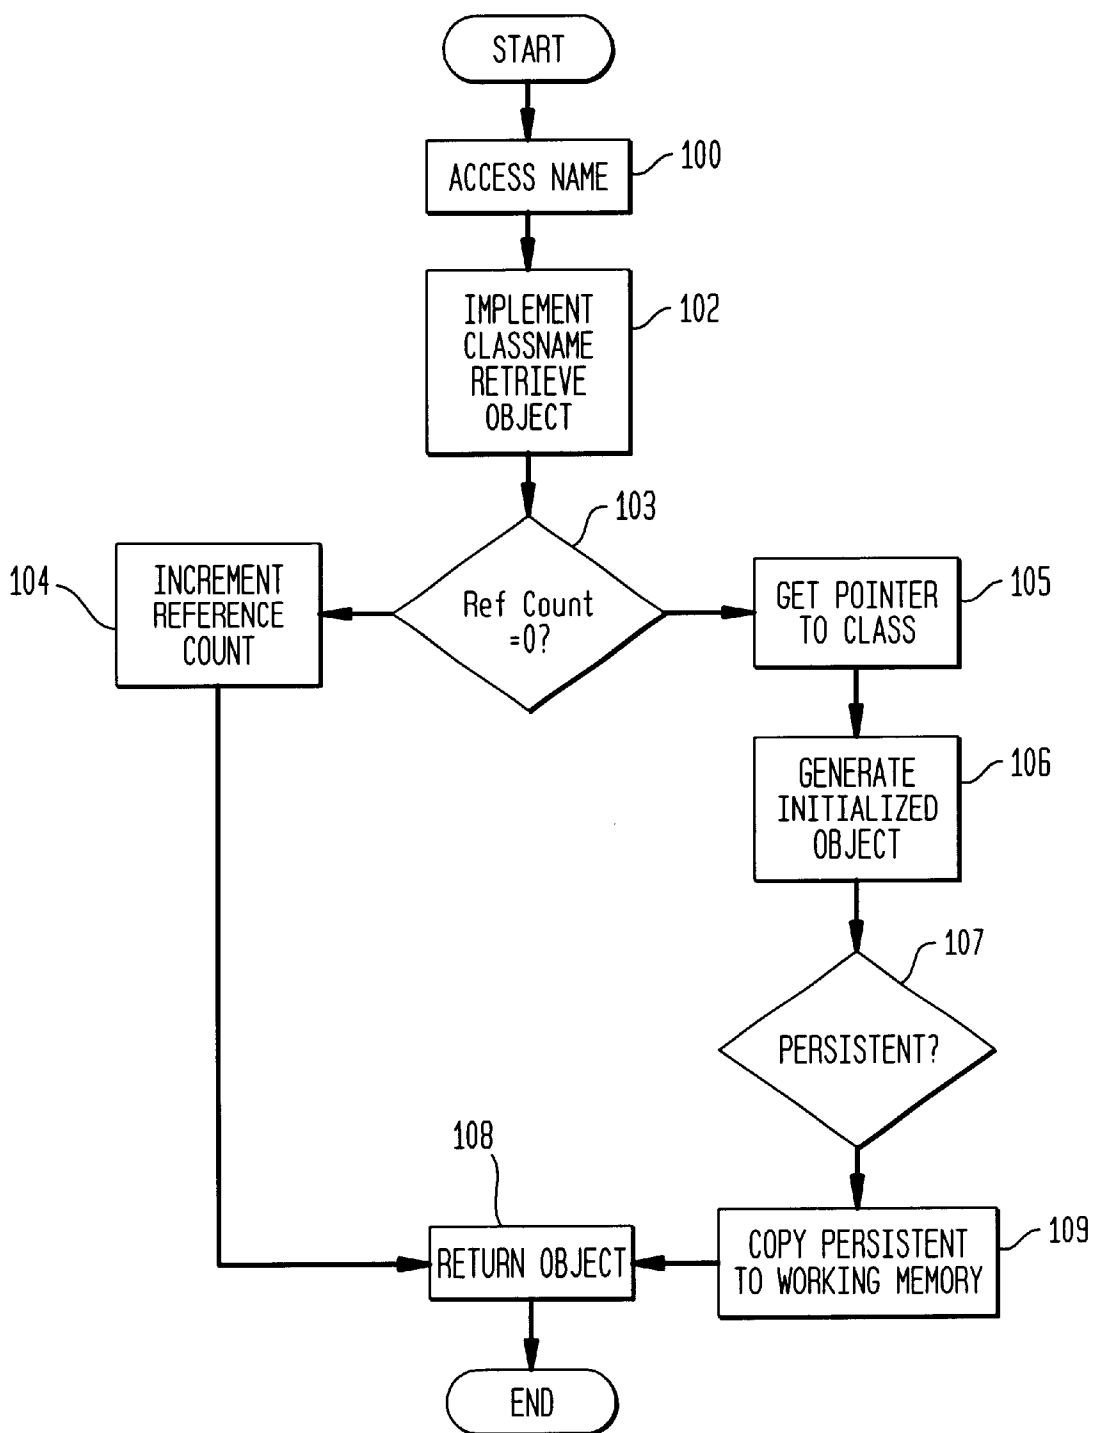 START
ACCESS NAME
100
IMPLEMENT
CLASSNAME
RETRIEVE
OBJECT
102
Ref Count
=0?
103
INCREMENT
REFERENCE
COUNT
104
GET POINTER
TO CLASS
105
GENERATE
INITIALIZED
OBJECT
106
PERSISTENT?
107
COPY PERSISTENT
TO WORKING MEMORY
109
RETURN OBJECT
108
END